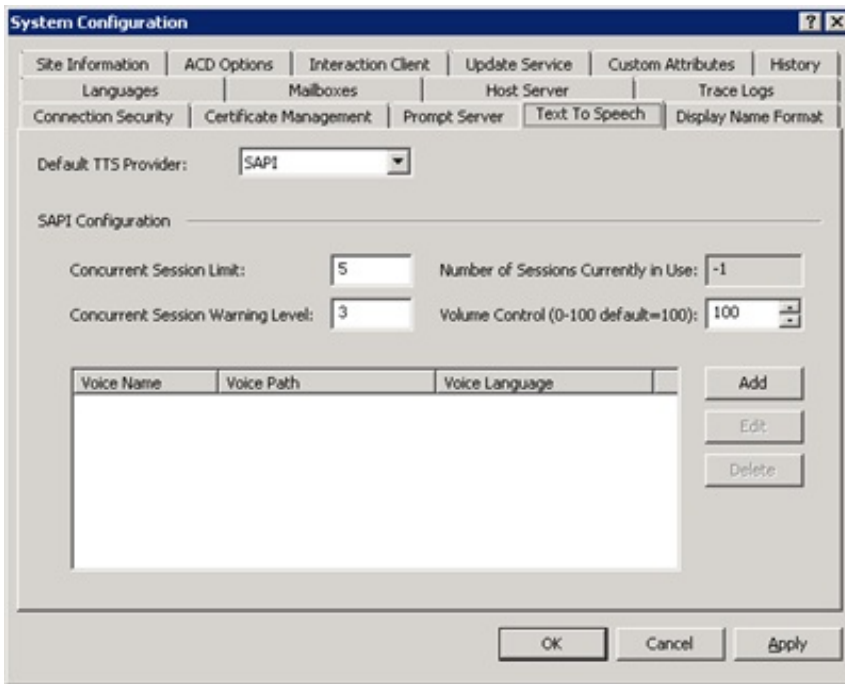 System Configuration
Site Information ACD Options Interaction Client Update Service Custom Attributes History
Languages Mailboxes Host Server Trace Logs
Connection Security Certificate Management Prompt Server Text To Speech Display Name Format
Default TTS Provider: SAPI
SAPI Configuration
Concurrent Session Limit: 5 Number of Sessions Currently in Use: -1
Concurrent Session Warning Level: 3 Volume Control (0-100 default=100): 100
Voice Name Voice Path Voice Language
Add
Edit
Delete
OK Cancel Apply